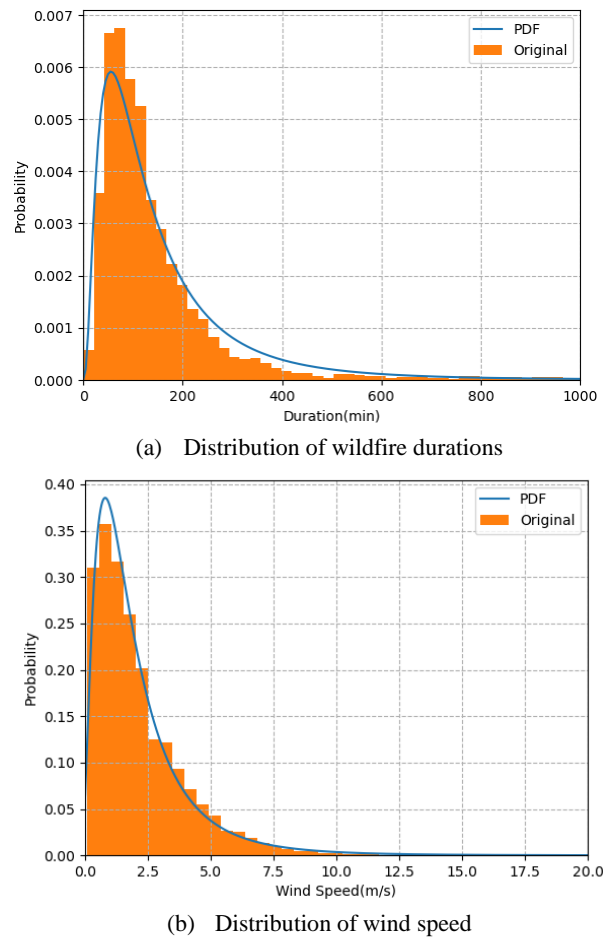 0.007
0.006
0.005
0.004
0.003
0.002
0.001
0.000
Probability
PDF
Original
0 200 400 600 800 1000
Duration(min)
(a) Distribution of wildfire durations
0.40
0.35
0.30
0.25
0.20
0.15
0.10
0.05
0.00
Probability
PDF
Original
0.0 2.5 5.0 7.5 10.0 12.5 15.0 17.5 20.0
Wind Speed(m/s)
(b) Distribution of wind speed